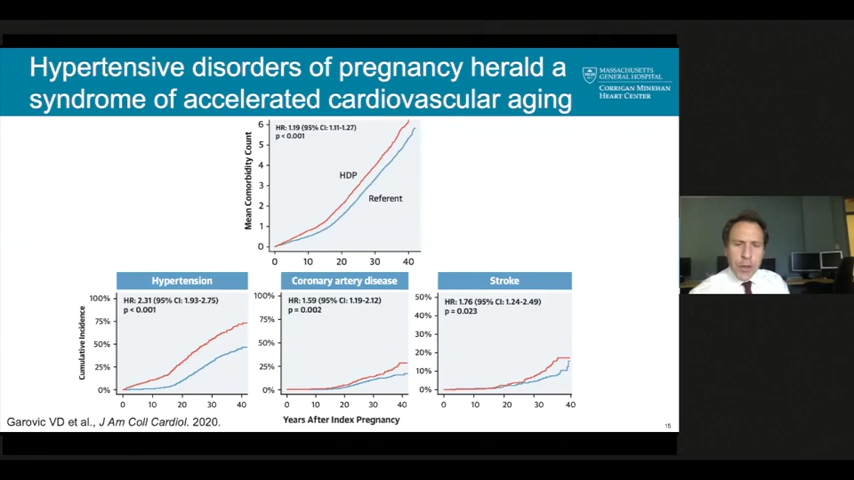 Hypertensive disorders of pregnancy herald a
syndrome of accelerated cardiovascular aging
MASSACHUSETTS
GENERAL HOSPITAL
CORRIGAN MINEHAN
HEART CENTER
Mean Comorbidity Count
6
5
4
3
2
1
0
HR: 1.19 (95% CI: 1.11-1.27)
p < 0.001
HDP
Referent
0 10 20 30 40
Hypertension
Cumulative Incidence
100%
75%
50%
25%
0%
HR: 2.31 (95% CI: 1.93-2.75)
p < 0.001
0 10 20 30 40
Coronary artery disease
100%
75%
50%
25%
0%
HR: 1.59 (95% CI: 1.19-2.12)
p = 0.002
0 10 20 30 40
Stroke
50%
40%
30%
20%
10%
0%
HR: 1.76 (95% CI: 1.24-2.49)
p = 0.023
0 10 20 30 40
Years After Index Pregnancy
Garovic VD et al., J Am Coll Cardiol. 2020.